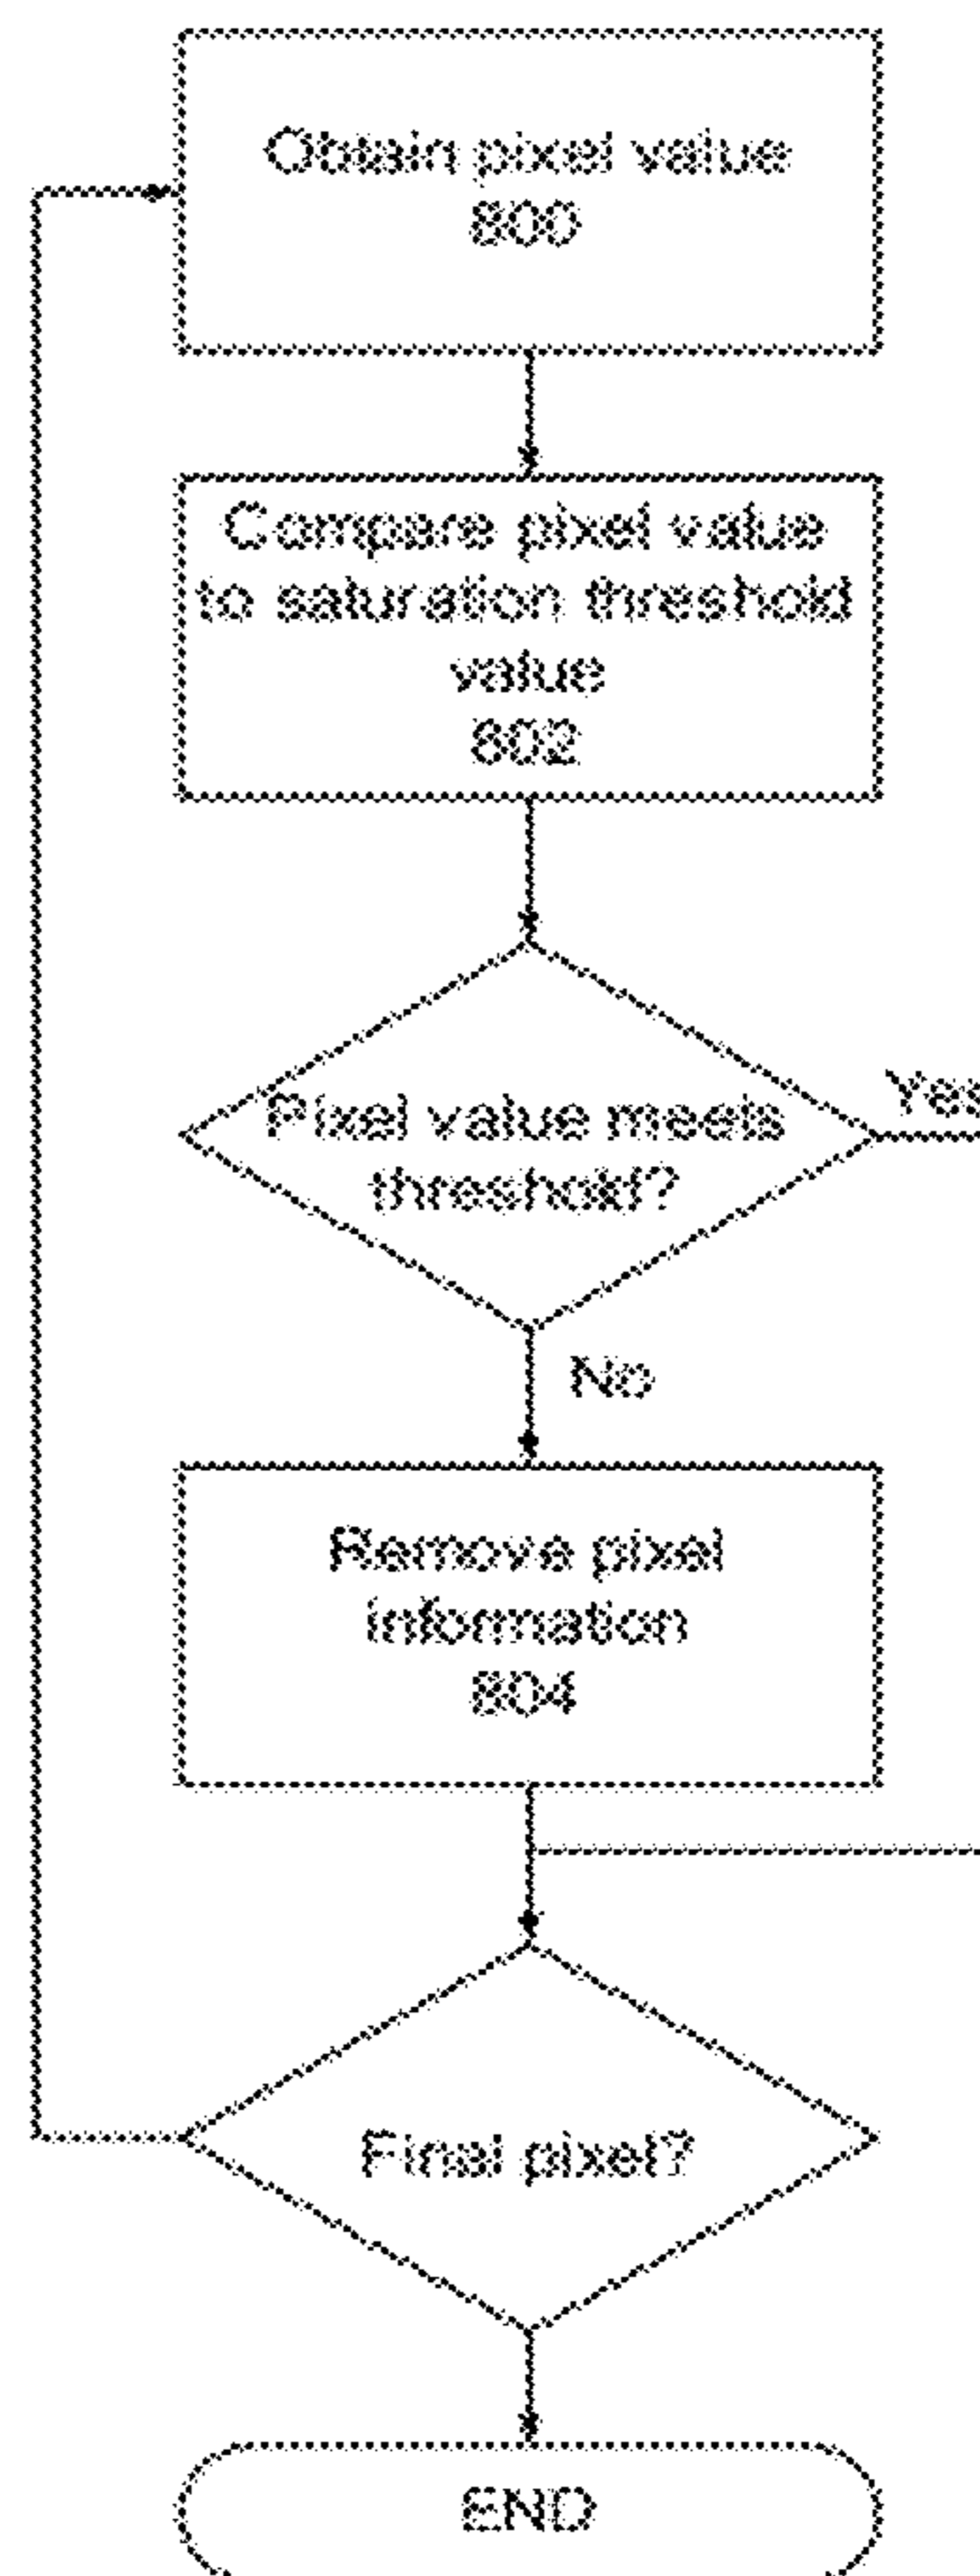 Obtain pixel value
800
Compare pixel value
to saturation threshold
value
802
Pixel value meets
threshold?
Yes
No
Remove pixel
information
804
Final pixel?
END